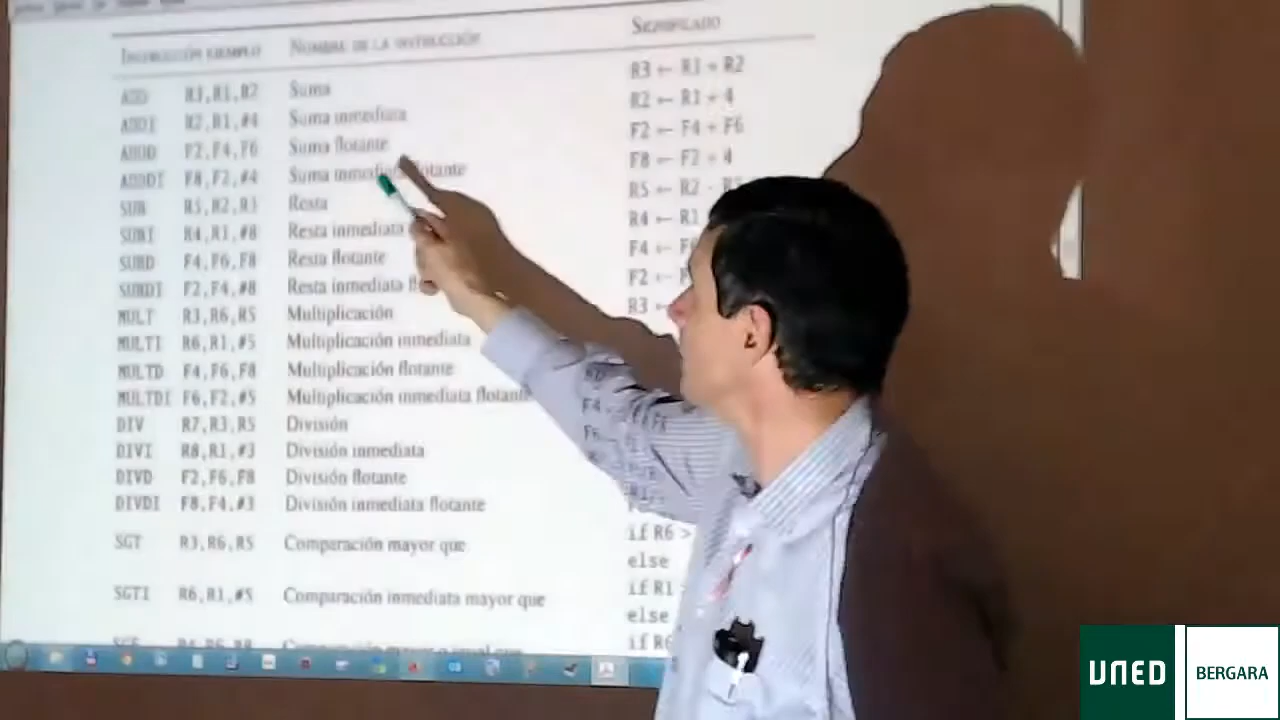 INSTRUCCIÓN EJEMPLO NOMBRE DE LA INSTRUCCIÓN SIGNIFICADO
ADD R3,R1,R2 Suma R3 ← R1 + R2
ADDI R2,R1,#4 Suma inmediata R2 ← R1 + 4
ADDD F2,F4,F6 Suma flotante F2 ← F4 + F6
ADDDI F8,F2,#4 Suma inmediata flotante F8 ← F2 + 4
SUB R5,R2,R3 Resta R5 ← R2 -
SUBI R4,R1,#8 Resta inmediata R4 ← R1
SUBD F4,F6,F8 Resta flotante F4 ←
SUBDI F2,F4,#8 Resta inmediata F2 ←
MULT R3,R6,R5 Multiplicación R3 ←
MULTI R6,R1,#5 Multiplicación inmediata
MULTD F4,F6,F8 Multiplicación flotante
MULTDI F6,F2,#5 Multiplicación inmediata flotante
DIV R7,R3,R5 División
DIVI R8,R1,#3 División inmediata
DIVD F2,F6,F8 División flotante
DIVDI F8,F4,#3 División inmediata flotante
SGT R3,R6,R5 Comparación mayor que if R6 >
else
SGTI R6,R1,#5 Comparación inmediata mayor que if R1
else
if R6
UNED BERGARA